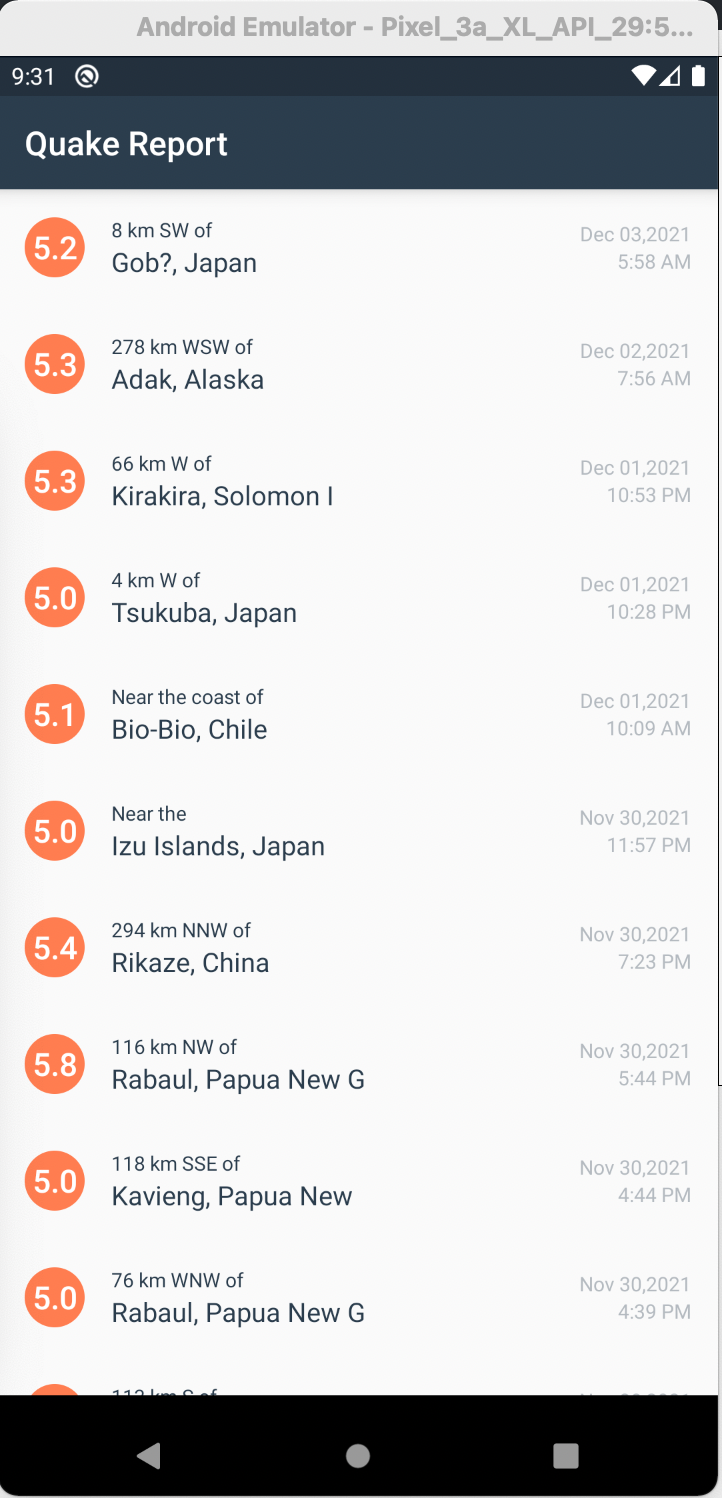 Android Emulator - Pixel_3a_XL_API_29:5...
9:31
Quake Report
5.2
8 km SW of
Gob?, Japan
Dec 03,2021
5:58 AM
5.3
278 km WSW of
Adak, Alaska
Dec 02,2021
7:56 AM
5.3
66 km W of
Kirakira, Solomon I
Dec 01,2021
10:53 PM
5.0
4 km W of
Tsukuba, Japan
Dec 01,2021
10:28 PM
5.1
Near the coast of
Bio-Bio, Chile
Dec 01,2021
10:09 AM
5.0
Near the
Izu Islands, Japan
Nov 30,2021
11:57 PM
5.4
294 km NNW of
Rikaze, China
Nov 30,2021
7:23 PM
5.8
116 km NW of
Rabaul, Papua New G
Nov 30,2021
5:44 PM
5.0
118 km SSE of
Kavieng, Papua New
Nov 30,2021
4:44 PM
5.0
76 km WNW of
Rabaul, Papua New G
Nov 30,2021
4:39 PM
km S of